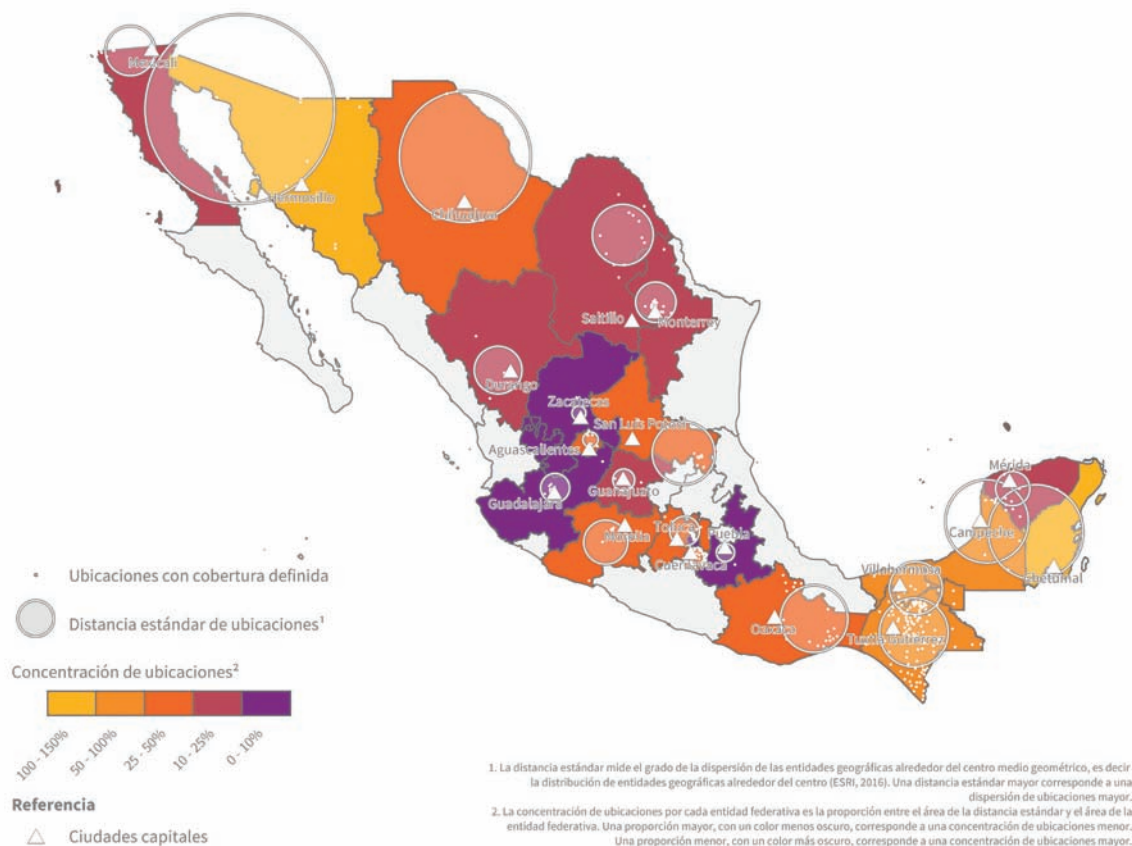 Mexicali
Hermosillo
Chihuahua
Saltillo
Monterrey
Durango
Zacatecas
San Luis Potosí
Aguascalientes
Guanajuato
Guadalajara
Mérida
Toluca
Puebla
Morelia
Campeche
Cuernavaca
Villahermosa
Chetumal
Oaxaca
Tuxtla Gutiérrez
Ubicaciones con cobertura definida
Distancia estándar de ubicaciones¹
Concentración de ubicaciones²
100 - 150%
50 - 100%
25 - 50%
10 - 25%
0 - 10%
Referencia
Ciudades capitales
1. La distancia estándar mide el grado de la dispersión de las entidades geográficas alrededor del centro medio geométrico, es decir
la distribución de entidades geográficas alrededor del centro (ESRI, 2016). Una distancia estándar mayor corresponde a una
dispersión de ubicaciones mayor.
2. La concentración de ubicaciones por cada entidad federativa es la proporción entre el área de la distancia estándar y el área de la
entidad federativa. Una proporción mayor, con un color menos oscuro, corresponde a una concentración de ubicaciones menor.
Una proporción menor, con un color más oscuro, corresponde a una concentración de ubicaciones mayor.